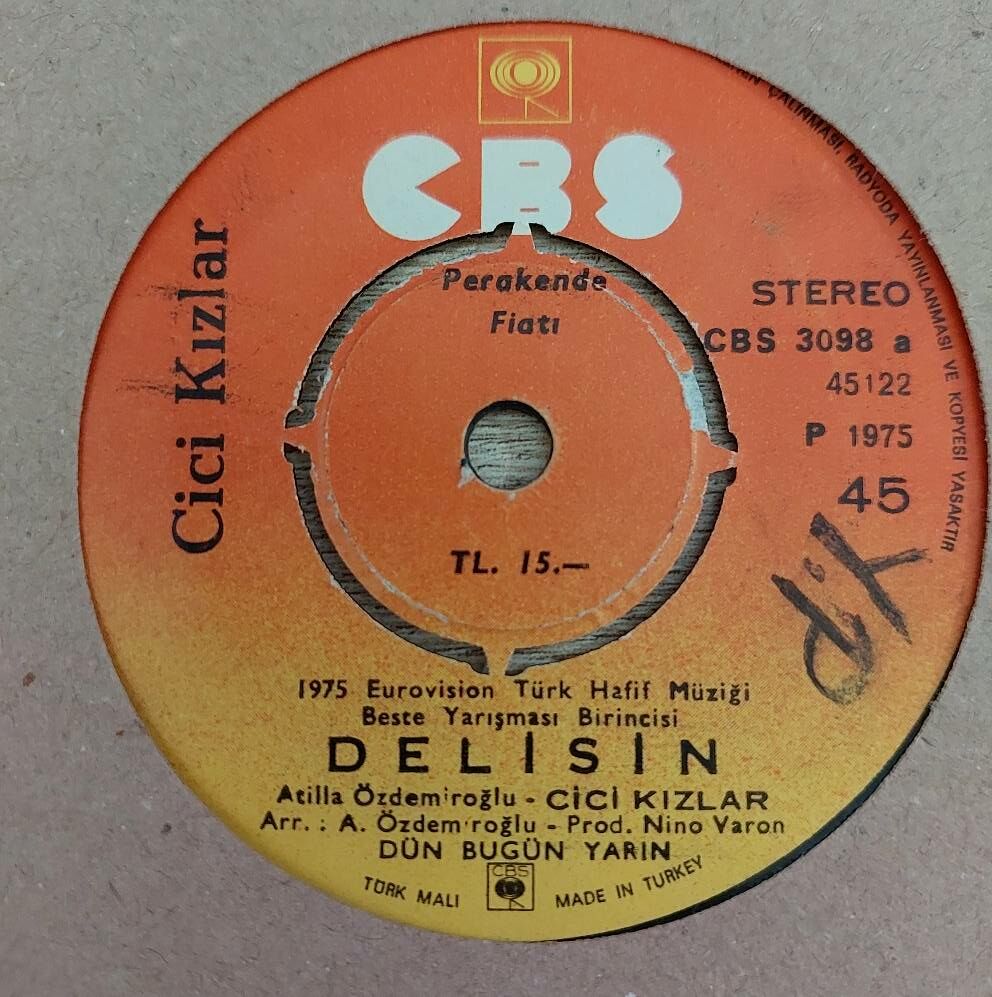 CBS
Cici Kızlar
Perakende
Fiatı
STEREO
CBS 3098 a
45122
P 1975
45
TL. 15.—
dik
1975 Eurovision Türk Hafif Müziği
Beste Yarışması Birincisi
DELİSİN
Atilla Özdemiroğlu - CİCİ KIZLAR
Arr. : A. Özdemiroğlu - Prod. Nino Varon
DÜN BUGÜN YARIN
TÜRK MALI
CBS
MADE IN TURKEY
ÇALINMASI, RADYODA YAYINLANMASI VE KOPYESİ YASAKTIR